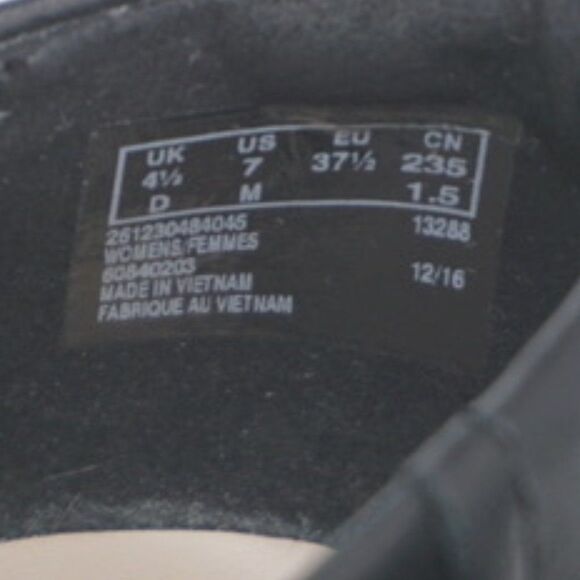 UK US EU CN
4½ 7 37½ 235
D M 1.5
261230484045 13288
WOMENS/FEMMES
60840203 12/16
MADE IN VIETNAM
FABRIQUE AU VIETNAM